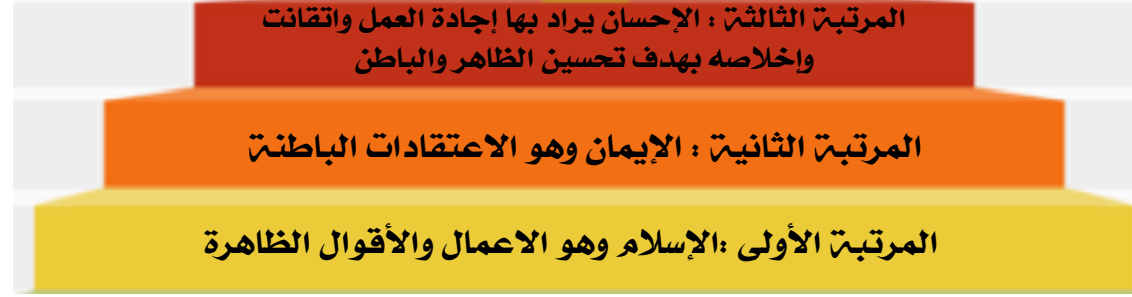 المرتبة الثالثة : الإحسان يراد بها إجادة العمل واتقانت
وإخلاصه بهدف تحسين الظاهر والباطن
المرتبة الثانية : الإيمان وهو الاعتقادات الباطنة
المرتبة الأولى :الإسلام وهو الاعمال والأقوال الظاهرة